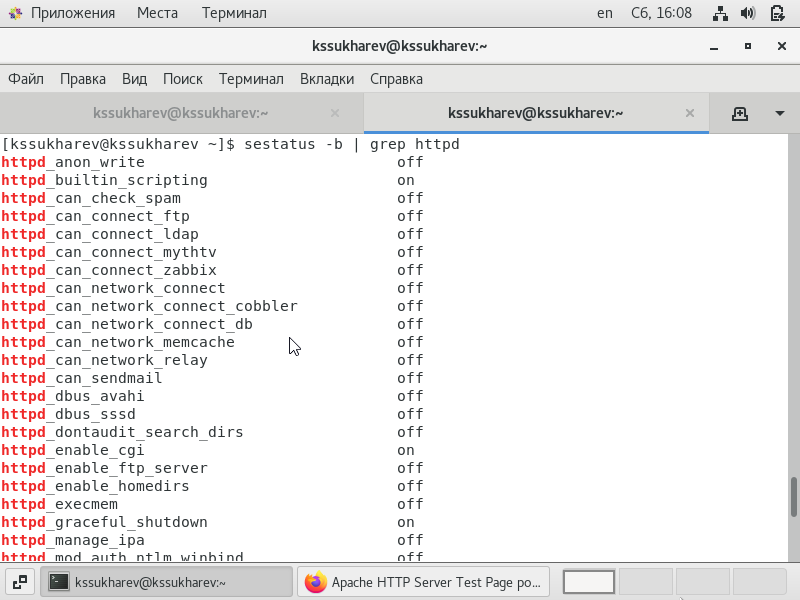 Приложения Места Терминал en Сб, 16:08
kssukharev@kssukharev:~
Файл Правка Вид Поиск Терминал Вкладки Справка
kssukharev@kssukharev:~ × kssukharev@kssukharev:~ ×
[kssukharev@kssukharev ~]$ sestatus -b | grep httpd
httpd_anon_write off
httpd_builtin_scripting on
httpd_can_check_spam off
httpd_can_connect_ftp off
httpd_can_connect_ldap off
httpd_can_connect_mythtv off
httpd_can_connect_zabbix off
httpd_can_network_connect off
httpd_can_network_connect_cobbler off
httpd_can_network_connect_db off
httpd_can_network_memcache off
httpd_can_network_relay off
httpd_can_sendmail off
httpd_dbus_avahi off
httpd_dbus_sssd off
httpd_dontaudit_search_dirs off
httpd_enable_cgi on
httpd_enable_ftp_server off
httpd_enable_homedirs off
httpd_execmem off
httpd_graceful_shutdown on
httpd_manage_ipa off
httpd_mod_auth_ntlm_winbind off
kssukharev@kssukharev:~ Apache HTTP Server Test Page po...